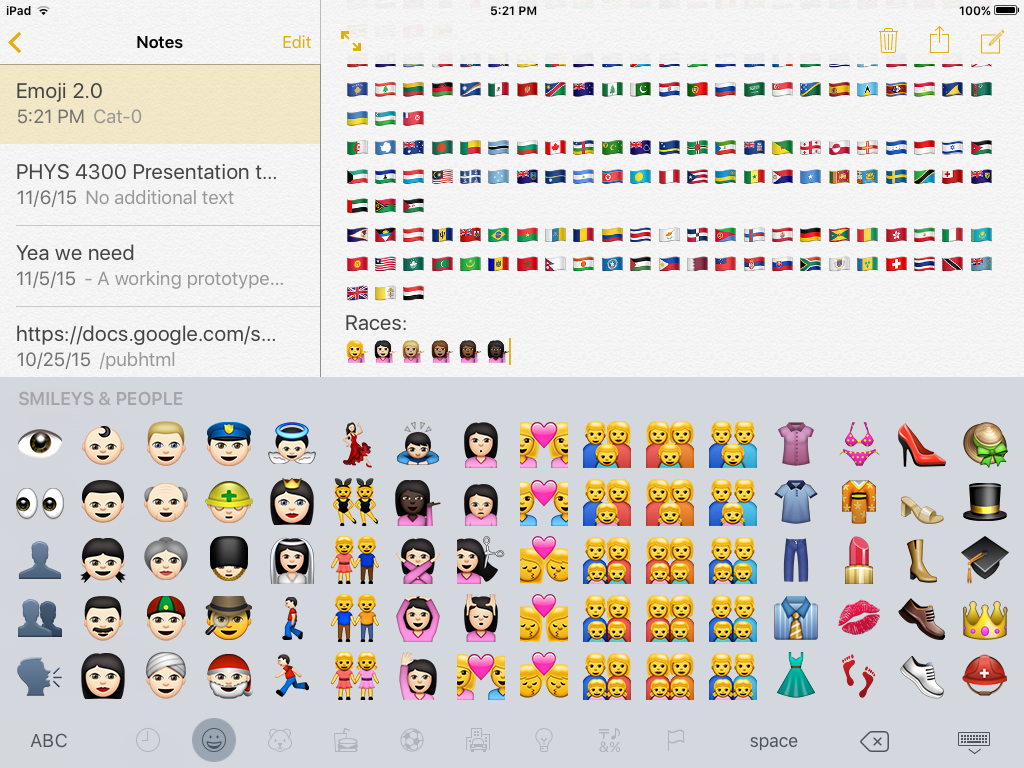 iPad 5:21 PM 100%
Notes Edit
Emoji 2.0
5:21 PM Cat-0
PHYS 4300 Presentation t...
11/6/15 No additional text
Yea we need
11/5/15 - A working prototype...
https://docs.google.com/s...
10/25/15 /pubhtml
Races:
SMILEYS & PEOPLE
ABC
&%
space